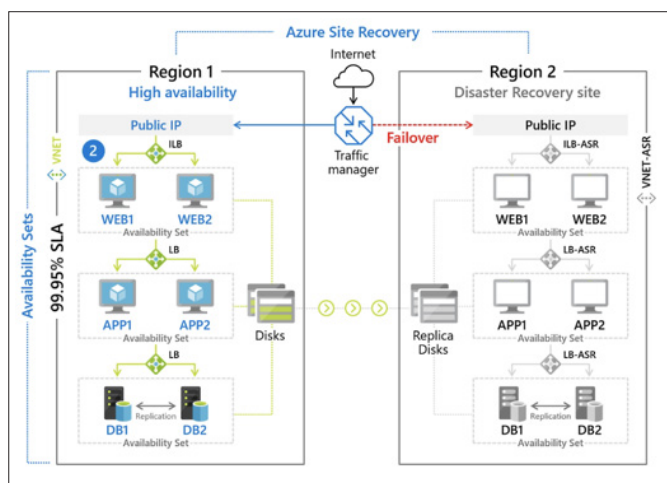 Azure Site Recovery
Internet
Traffic
manager
Failover
Availability Sets
99.95% SLA
VNET
Region 1
High availability
Public IP
2
ILB
WEB1 WEB2
Availability Set
LB
APP1 APP2
Availability Set
LB
Replication
DB1 DB2
Availability Set
Disks
Replica
Disks
Region 2
Disaster Recovery site
Public IP
ILB-ASR
WEB1 WEB2
Availability Set
LB-ASR
APP1 APP2
Availability Set
LB-ASR
Replication
DB1 DB2
Availability Set
VNET-ASR